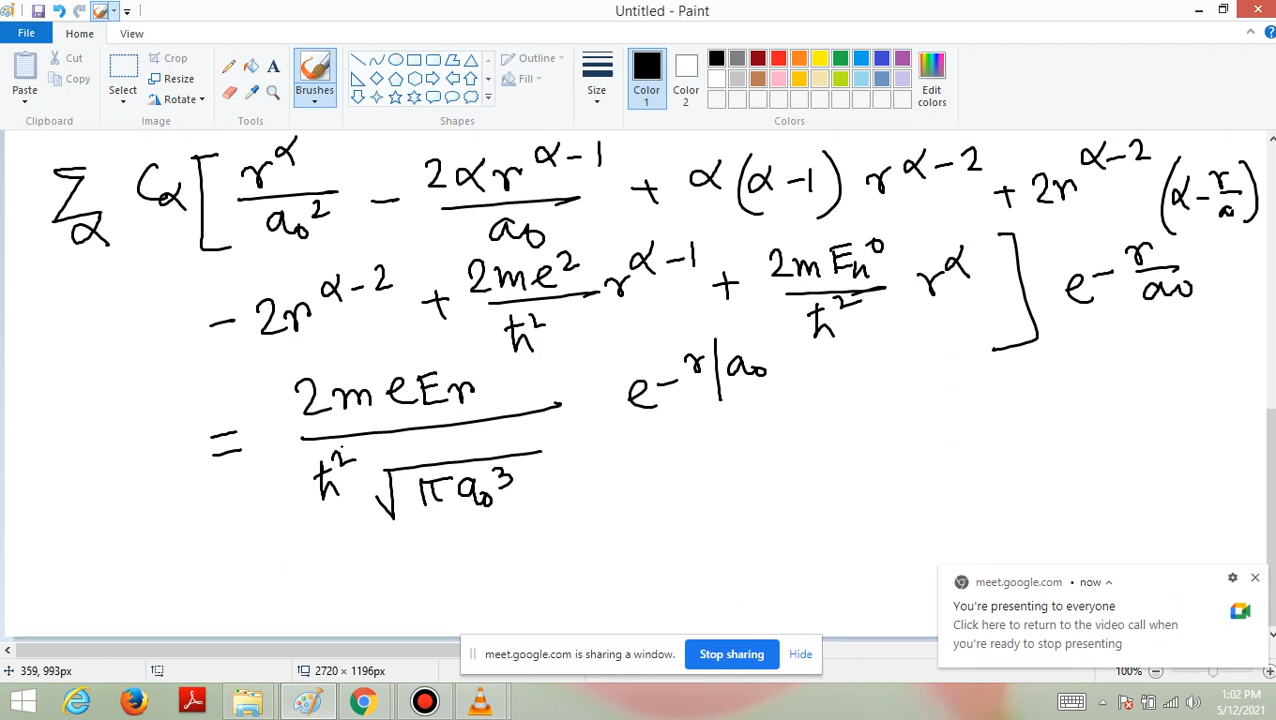 Untitled - Paint
File Home View
Paste Cut Copy Select Crop Resize Rotate Brushes Outline Fill Size Color 1 Color 2 Edit colors
Clipboard Image Tools Shapes Colors
∑_α C_α [ r^α / a₀² − 2αr^(α−1) / a₀ + α(α−1) r^(α−2) + 2r^(α−2) (α − r/a₀)
− 2r^(α−2) + 2me²/ħ² r^(α−1) + 2mEₙ⁰/ħ² r^α ] e^(−r/a₀)
= 2meEr / ħ² √(πa₀³) e^(−r|a₀)
meet.google.com • now
You're presenting to everyone
Click here to return to the video call when
you're ready to stop presenting
meet.google.com is sharing a window. Stop sharing Hide
359, 993px 2720 × 1196px 100%
1:02 PM
5/12/2021